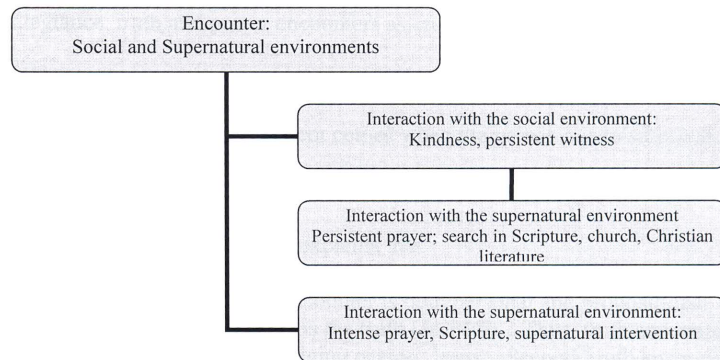 Encounter:
Social and Supernatural environments
Interaction with the social environment:
Kindness, persistent witness
Interaction with the supernatural environment
Persistent prayer; search in Scripture, church, Christian
literature
Interaction with the supernatural environment:
Intense prayer, Scripture, supernatural intervention